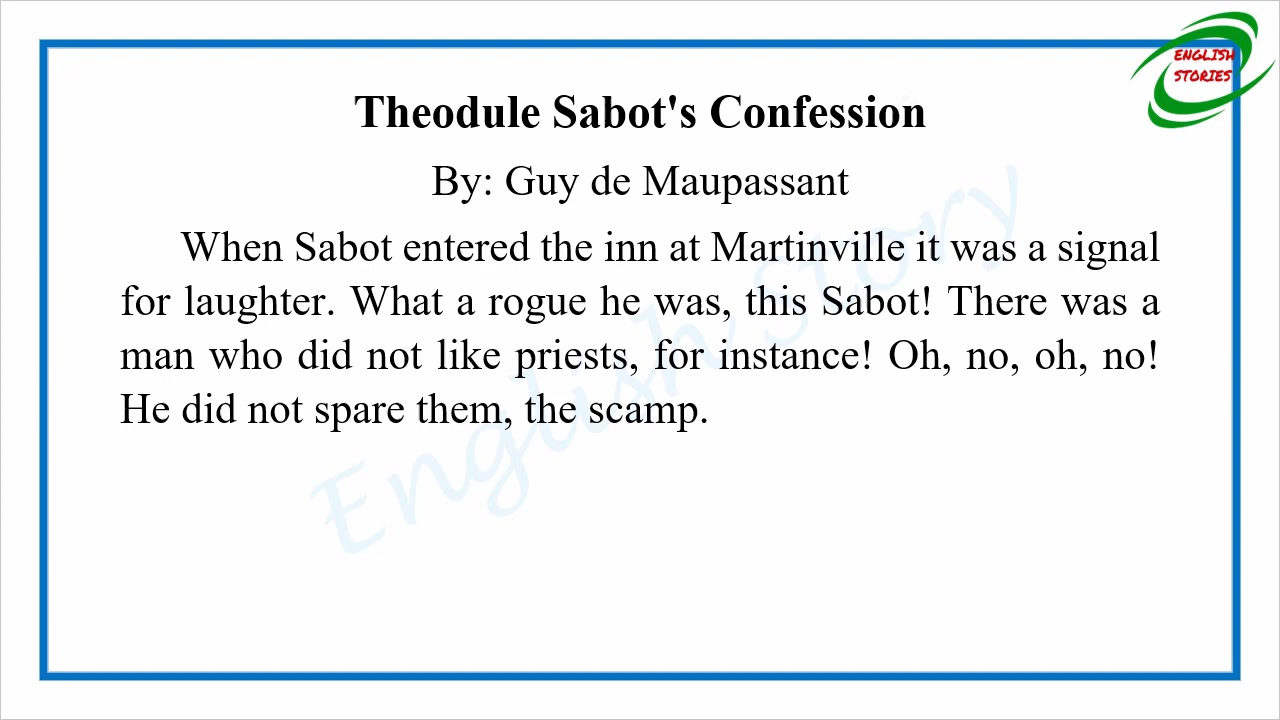 ENGLISH
STORIES
Theodule Sabot's Confession
By: Guy de Maupassant
When Sabot entered the inn at Martinville it was a signal
for laughter. What a rogue he was, this Sabot! There was a
man who did not like priests, for instance! Oh, no, oh, no!
He did not spare them, the scamp.
English Story